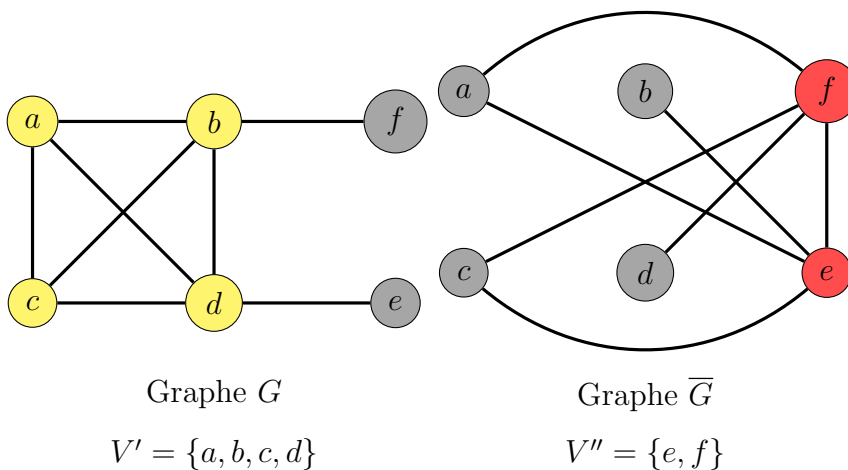 a b f
c d e
Graphe G
V′ = {a, b, c, d}
a b f
c d e
Graphe G̅
V″ = {e, f}